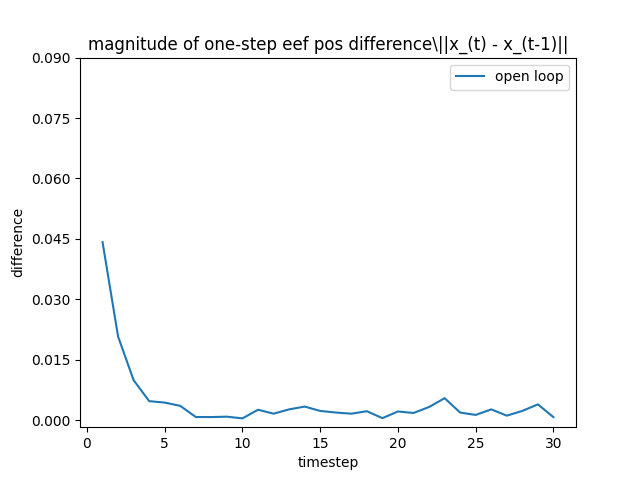 magnitude of one-step eef pos difference\||x_(t) - x_(t-1)||
open loop
0.090
0.075
0.060
0.045
0.030
0.015
0.000
difference
0 5 10 15 20 25 30
timestep